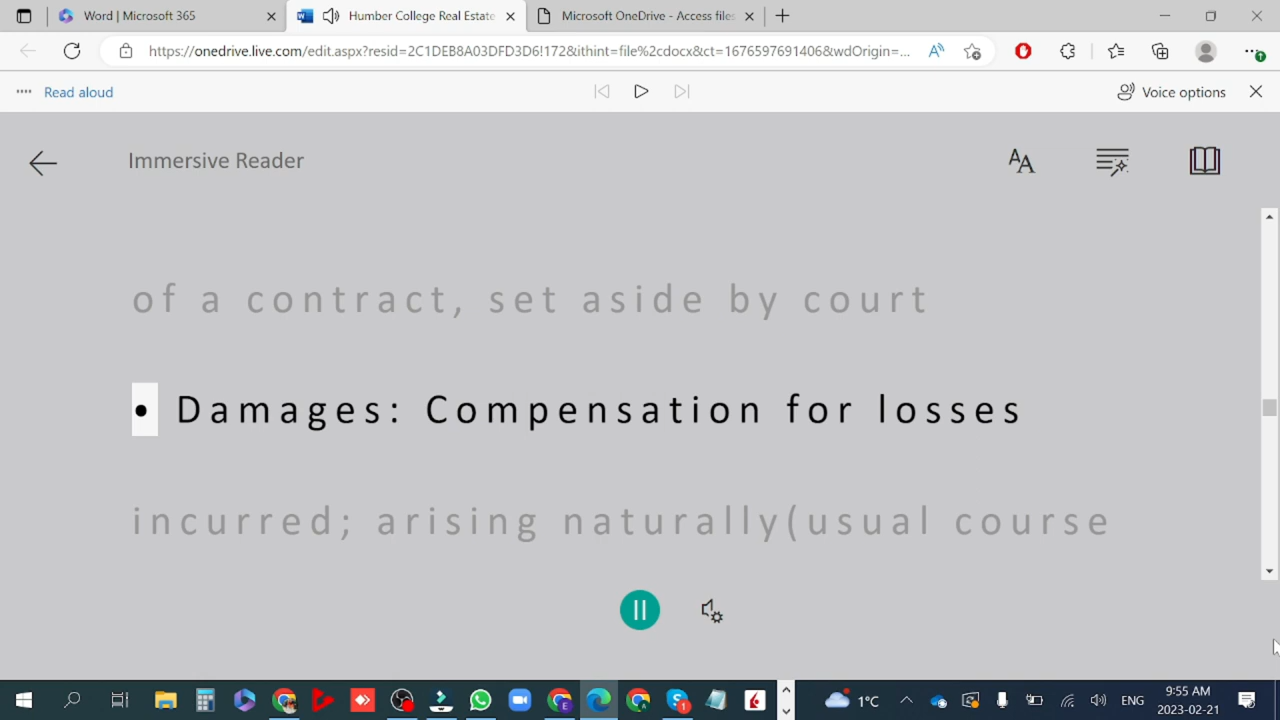 Word | Microsoft 365
Humber College Real Estate
Microsoft OneDrive - Access files
https://onedrive.live.com/edit.aspx?resid=2C1DEB8A03DFD3D6!172&ithint=file%2cdocx&ct=1676597691406&wdOrigin=...
Read aloud
Voice options
Immersive Reader
of a contract, set aside by court
• Damages: Compensation for losses
incurred; arising naturally(usual course
1°C
ENG
9:55 AM
2023-02-21